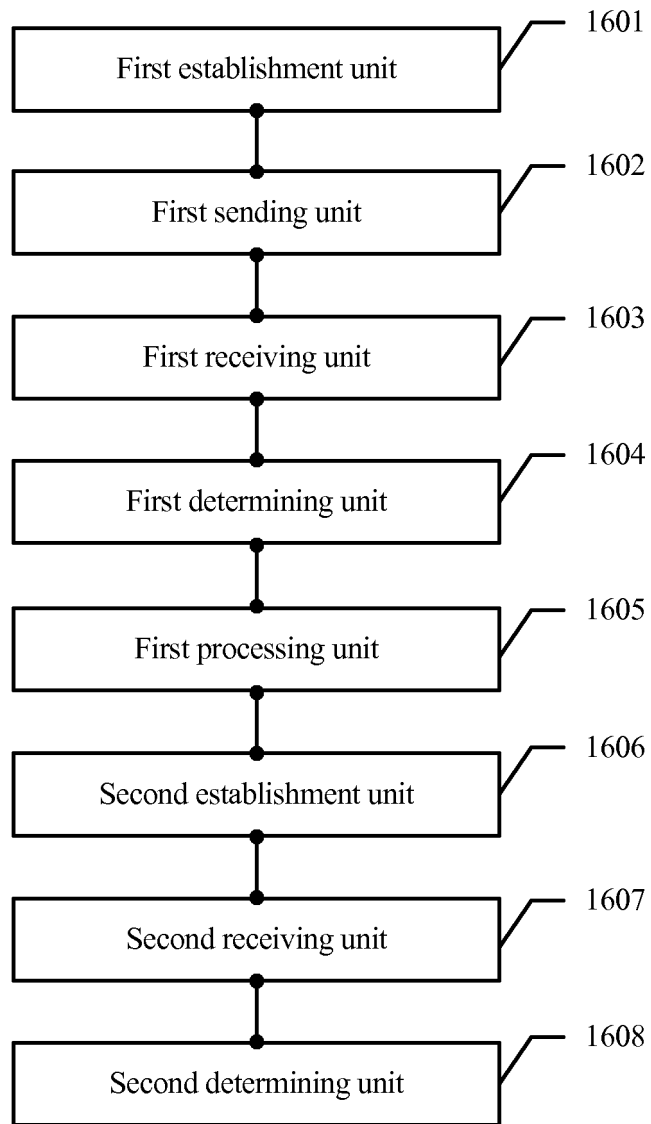 1601
First establishment unit
1602
First sending unit
1603
First receiving unit
1604
First determining unit
1605
First processing unit
1606
Second establishment unit
1607
Second receiving unit
1608
Second determining unit